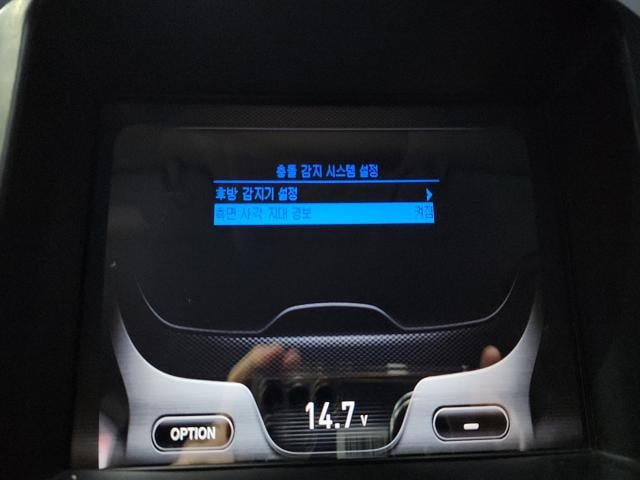 충돌 감지 시스템 설정
후방 감지기 설정
측면 사각 지대 경보 켜짐
14.7 V
OPTION